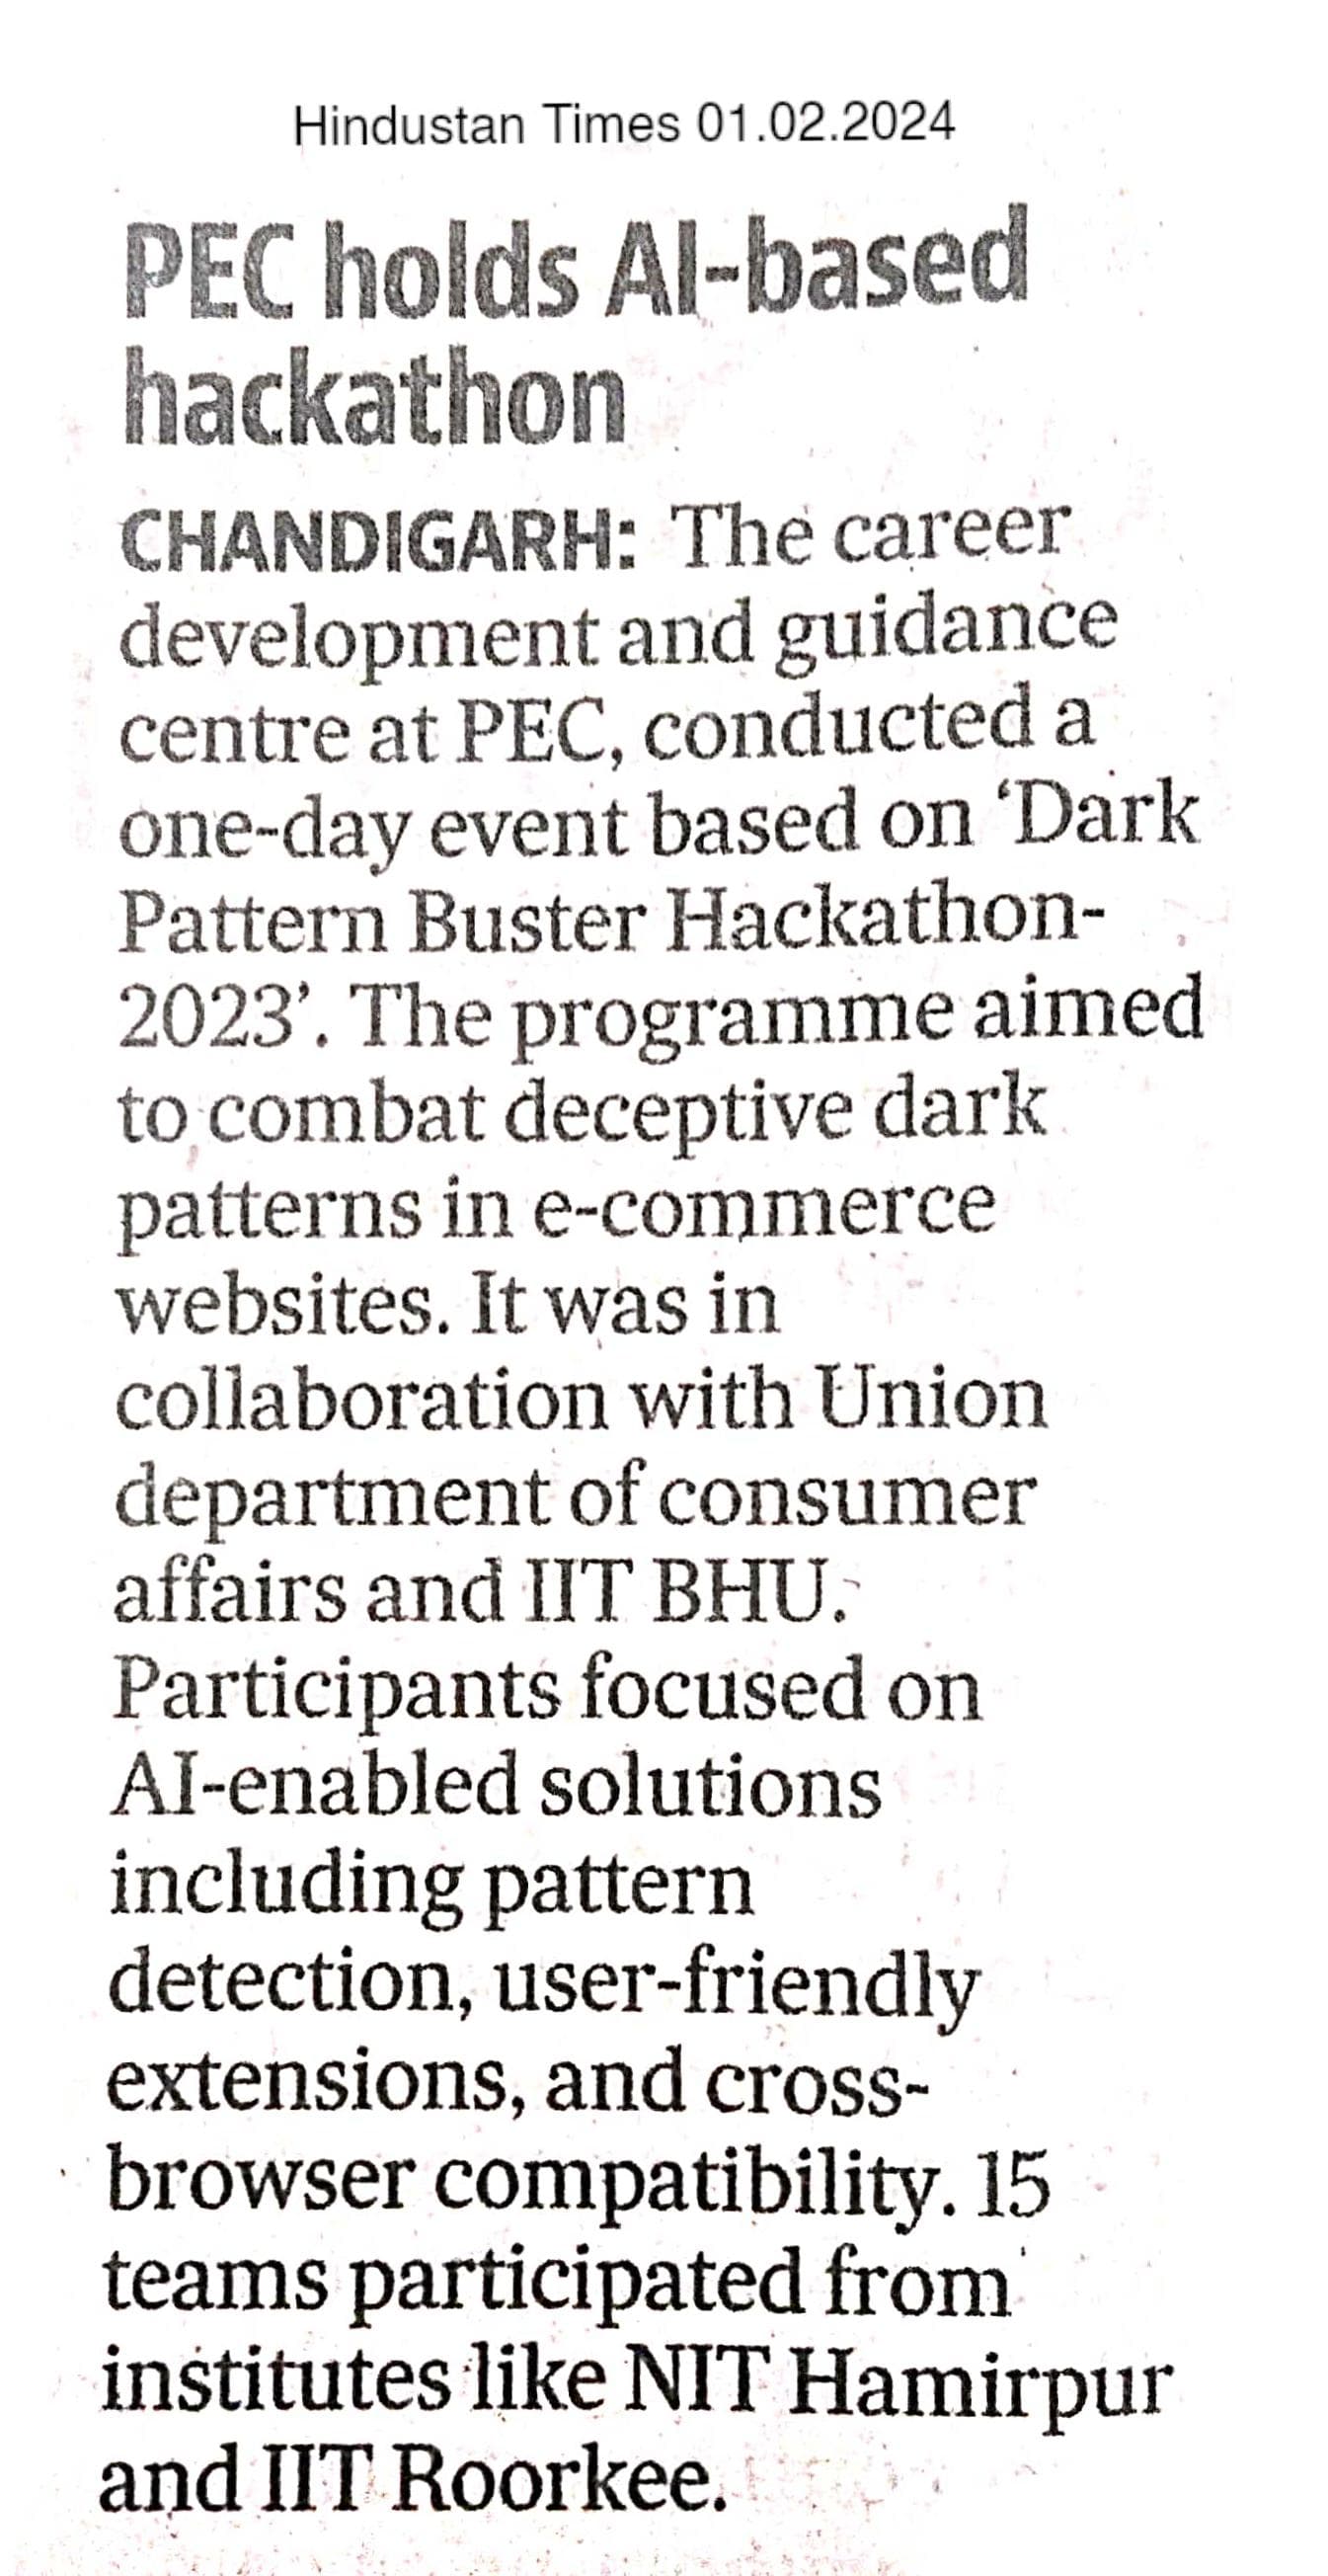 Hindustan Times 01.02.2024
PEC holds AI-based
hackathon
CHANDIGARH: The career
development and guidance
centre at PEC, conducted a
one-day event based on ‘Dark
Pattern Buster Hackathon-
2023’. The programme aimed
to combat deceptive dark
patterns in e-commerce
websites. It was in
collaboration with Union
department of consumer
affairs and IIT BHU.
Participants focused on
AI-enabled solutions
including pattern
detection, user-friendly
extensions, and cross-
browser compatibility. 15
teams participated from
institutes like NIT Hamirpur
and IIT Roorkee.